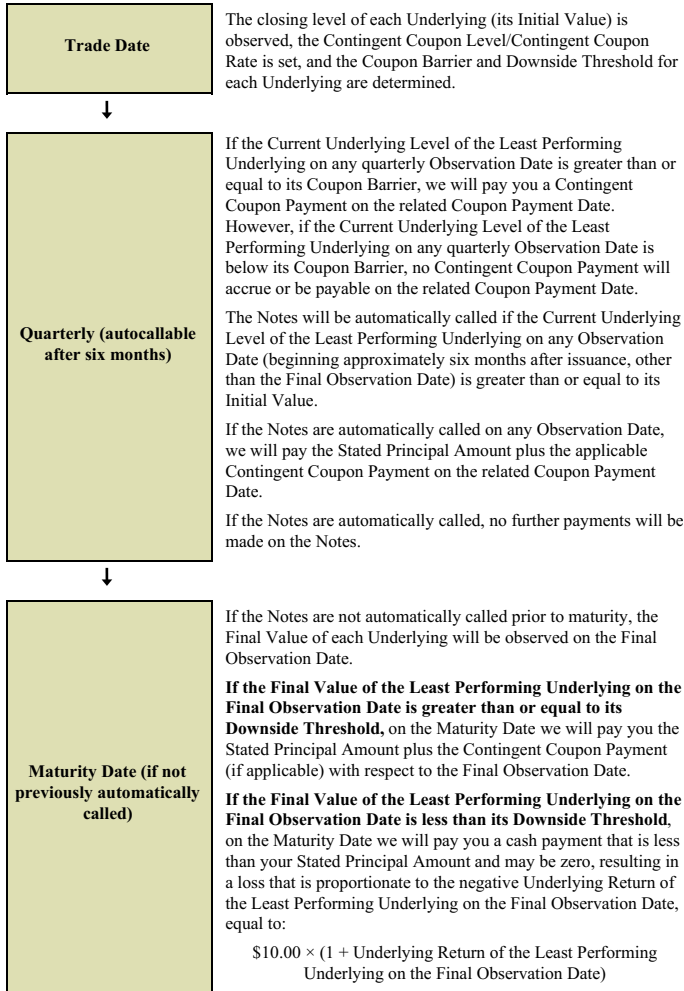 Trade Date
The closing level of each Underlying (its Initial Value) is
observed, the Contingent Coupon Level/Contingent Coupon
Rate is set, and the Coupon Barrier and Downside Threshold for
each Underlying are determined.
Quarterly (autocallable
after six months)
If the Current Underlying Level of the Least Performing
Underlying on any quarterly Observation Date is greater than or
equal to its Coupon Barrier, we will pay you a Contingent
Coupon Payment on the related Coupon Payment Date.
However, if the Current Underlying Level of the Least
Performing Underlying on any quarterly Observation Date is
below its Coupon Barrier, no Contingent Coupon Payment will
accrue or be payable on the related Coupon Payment Date.
The Notes will be automatically called if the Current Underlying
Level of the Least Performing Underlying on any Observation
Date (beginning approximately six months after issuance, other
than the Final Observation Date) is greater than or equal to its
Initial Value.
If the Notes are automatically called on any Observation Date,
we will pay the Stated Principal Amount plus the applicable
Contingent Coupon Payment on the related Coupon Payment
Date.
If the Notes are automatically called, no further payments will be
made on the Notes.
Maturity Date (if not
previously automatically
called)
If the Notes are not automatically called prior to maturity, the
Final Value of each Underlying will be observed on the Final
Observation Date.
If the Final Value of the Least Performing Underlying on the
Final Observation Date is greater than or equal to its
Downside Threshold, on the Maturity Date we will pay you the
Stated Principal Amount plus the Contingent Coupon Payment
(if applicable) with respect to the Final Observation Date.
If the Final Value of the Least Performing Underlying on the
Final Observation Date is less than its Downside Threshold,
on the Maturity Date we will pay you a cash payment that is less
than your Stated Principal Amount and may be zero, resulting in
a loss that is proportionate to the negative Underlying Return of
the Least Performing Underlying on the Final Observation Date,
equal to:
$10.00 × (1 + Underlying Return of the Least Performing
Underlying on the Final Observation Date)